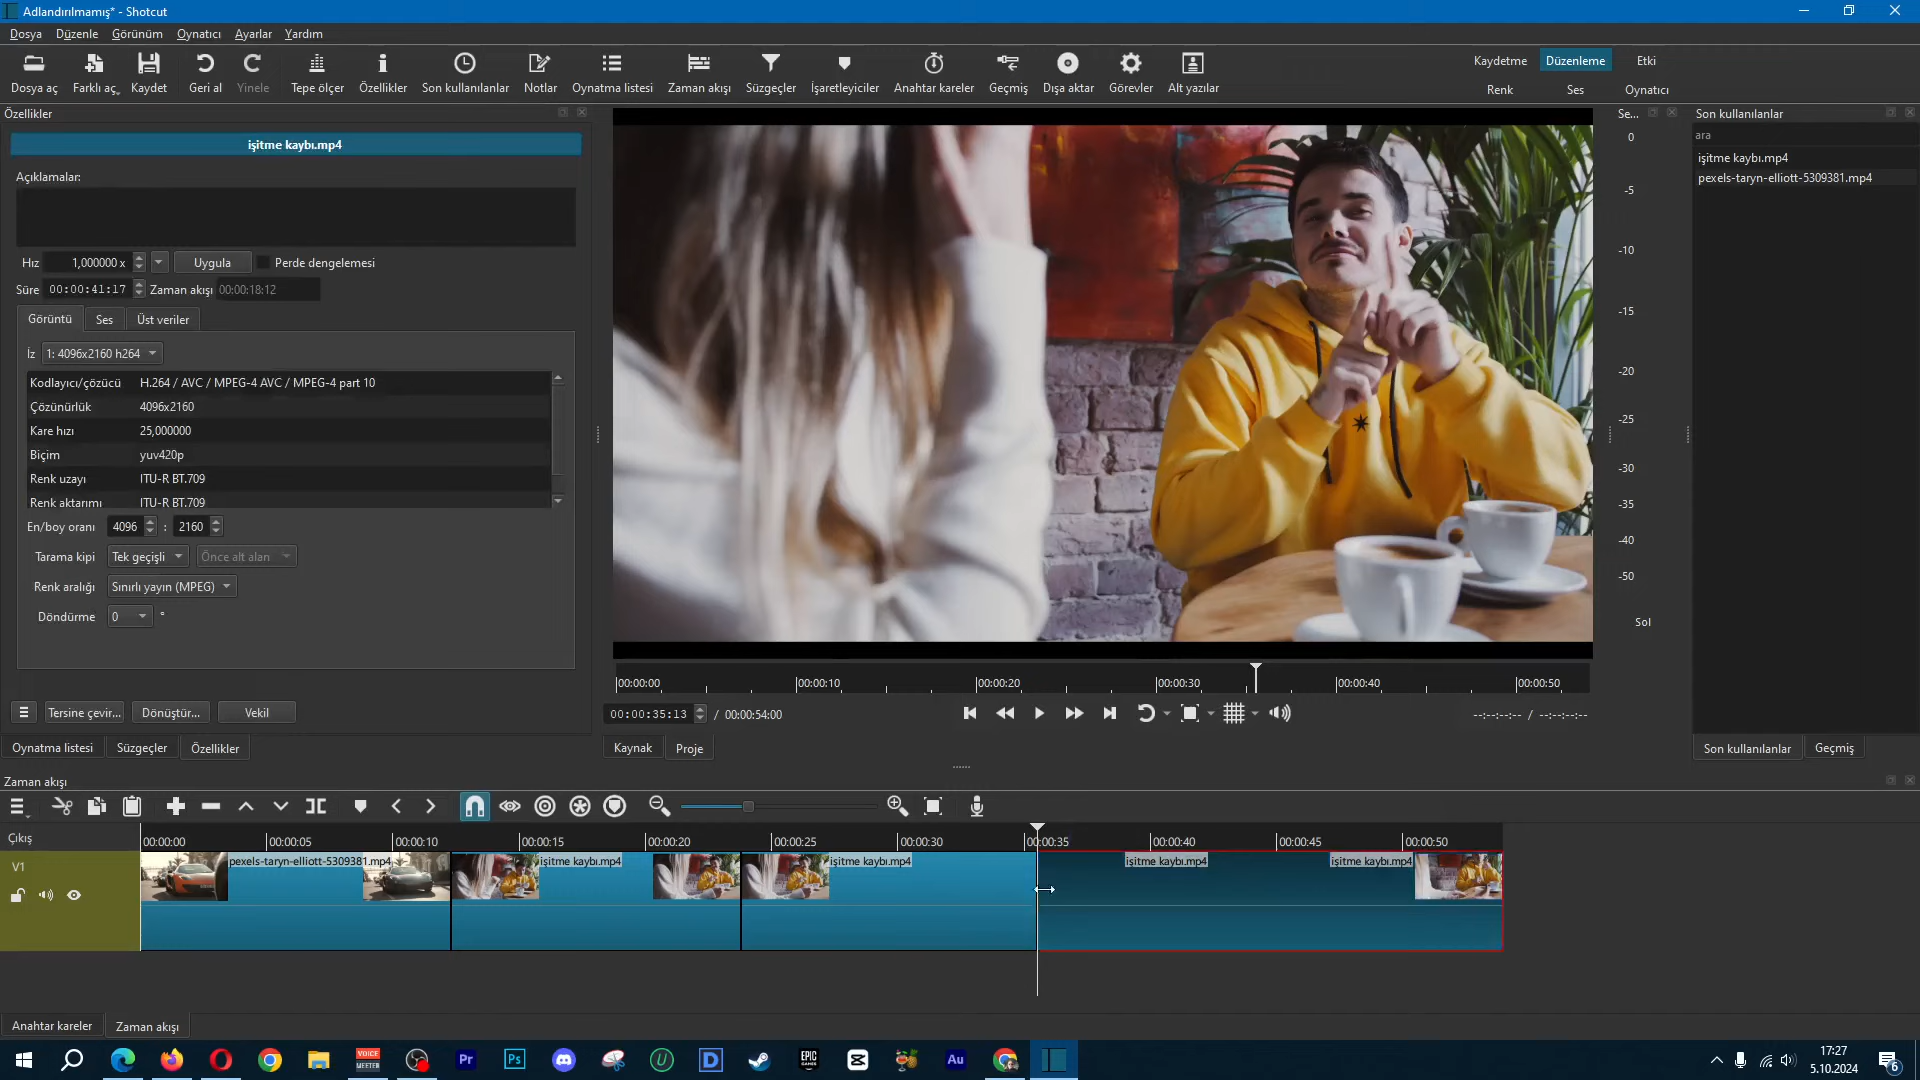 Adlandırılmamış* - Shotcut
Dosya Düzenle Görünüm Oynatıcı Ayarlar Yardım
Dosya aç Farklı aç.. Kaydet Geri al Yinele Tepe ölçer Özellikler Son kullanılanlar Notlar Oynatma listesi Zaman akışı Süzgeçler İşaretleyiciler Anahtar kareler Geçmiş Dışa aktar Görevler Alt yazılar
Kaydetme Düzenleme Etki
Renk Ses Oynatıcı
Özellikler
işitme kaybı.mp4
Açıklamalar:
Hız 1,000000 x Uygula Perde dengelemesi
Süre 00:00:41:17 Zaman akışı 00:00:18:12
Görüntü Ses Üst veriler
İz 1: 4096x2160 h264
Kodlayıcı/çözücü H.264 / AVC / MPEG-4 AVC / MPEG-4 part 10
Çözünürlük 4096x2160
Kare hızı 25,000000
Biçim yuv420p
Renk uzayı ITU-R BT.709
Renk aktarımı ITU-R BT.709
En/boy oranı 4096 : 2160
Tarama kipi Tek geçişli Önce alt alan
Renk aralığı Sınırlı yayın (MPEG)
Döndürme 0 °
Tersine çevir... Dönüştür... Vekil
Oynatma listesi Süzgeçler Özellikler
00:00:00 00:00:10 00:00:20 00:00:30 00:00:40 00:00:50
00:00:35:13 / 00:00:54:00
--:--:--:-- / --:--:--:--
Kaynak Proje
Se...
0
-5
-10
-15
-20
-25
-30
-35
-40
-50
Sol
Son kullanılanlar
ara
işitme kaybı.mp4
pexels-taryn-elliott-5309381.mp4
Son kullanılanlar Geçmiş
Zaman akışı
Çıkış
00:00:00 00:00:05 00:00:10 00:00:15 00:00:20 00:00:25 00:00:30 00:00:35 00:00:40 00:00:45 00:00:50
V1
pexels-taryn-elliott-5309381.mp4 işitme kaybı.mp4 işitme kaybı.mp4 işitme kaybı.mp4 işitme kaybı.mp4
Anahtar kareler Zaman akışı
VOICE
MEETER
Pr
Ps
U
D
EPIC
GAMES
Au
17:27
5.10.2024
6